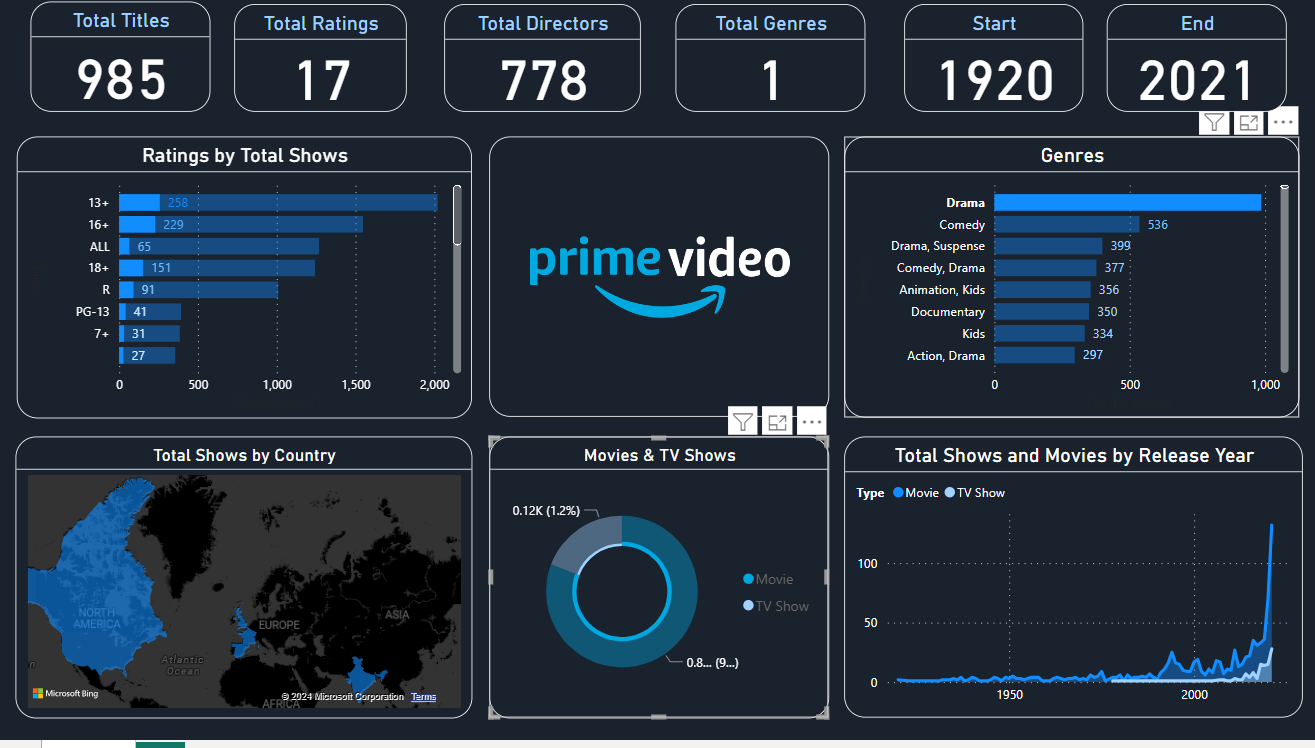 Total Titles
985
Total Ratings
17
Total Directors
778
Total Genres
1
Start
1920
End
2021
Ratings by Total Shows
13+ 258
16+ 229
ALL 65
18+ 151
R 91
PG-13 41
7+ 31
27
0 500 1,000 1,500 2,000
prime video
Genres
Drama
Comedy 536
Drama, Suspense 399
Comedy, Drama 377
Animation, Kids 356
Documentary 350
Kids 334
Action, Drama 297
0 500 1,000
Total Shows by Country
NORTH
AMERICA
EUROPE
ASIA
Atlantic
Ocean
AFRICA
Microsoft Bing
© 2024 Microsoft Corporation Terms
Movies & TV Shows
0.12K (1.2%)
Movie
TV Show
0.8... (9...)
Total Shows and Movies by Release Year
Type Movie TV Show
100
50
0
1950 2000